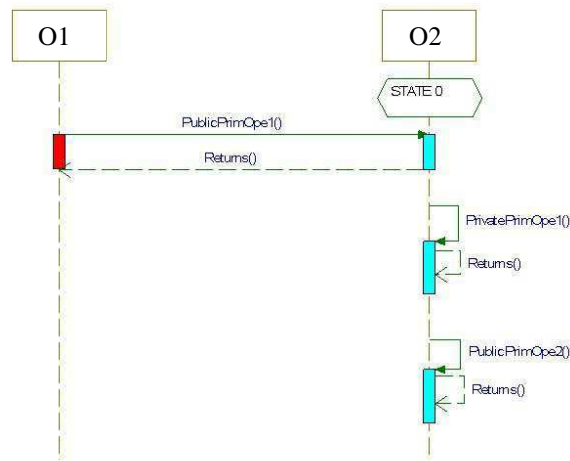 O1
O2
STATE 0
PublicPrimOpe1()
Returns()
PrivatePrimOpe1()
Returns()
PublicPrimOpe2()
Returns()